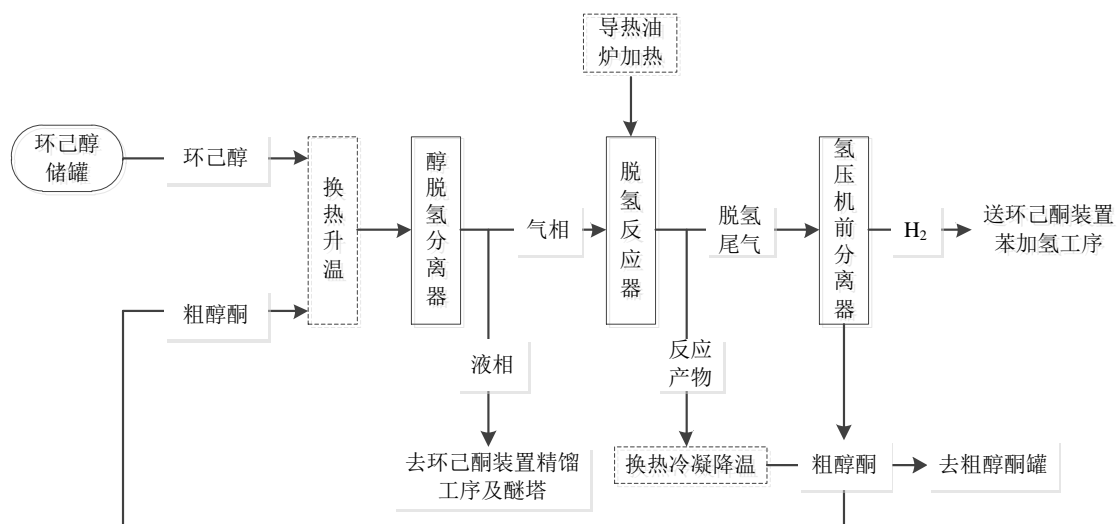 导热油
炉加热
环己醇
储罐
环己醇
换热升温
醇脱氢分离器
气相
脱氢反应器
脱氢
尾气
氢压机前分离器
H₂
送环己酮装置
苯加氢工序
粗醇酮
液相
反应
产物
去环己酮装置精馏
工序及醚塔
换热冷凝降温
粗醇酮
去粗醇酮罐